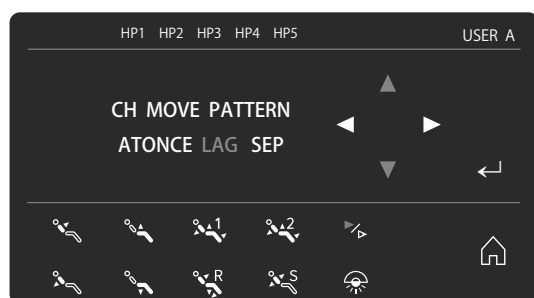 HP1 HP2 HP3 HP4 HP5 USER A
CH MOVE PATTERN
ATONCE LAG SEP
1 2
R S